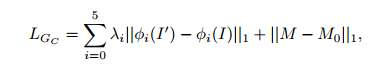 L_{G_C} = \sum_{i=0}^{5} \lambda_i ||\phi_i(I') - \phi_i(I)||_1 + ||M - M_0||_1,